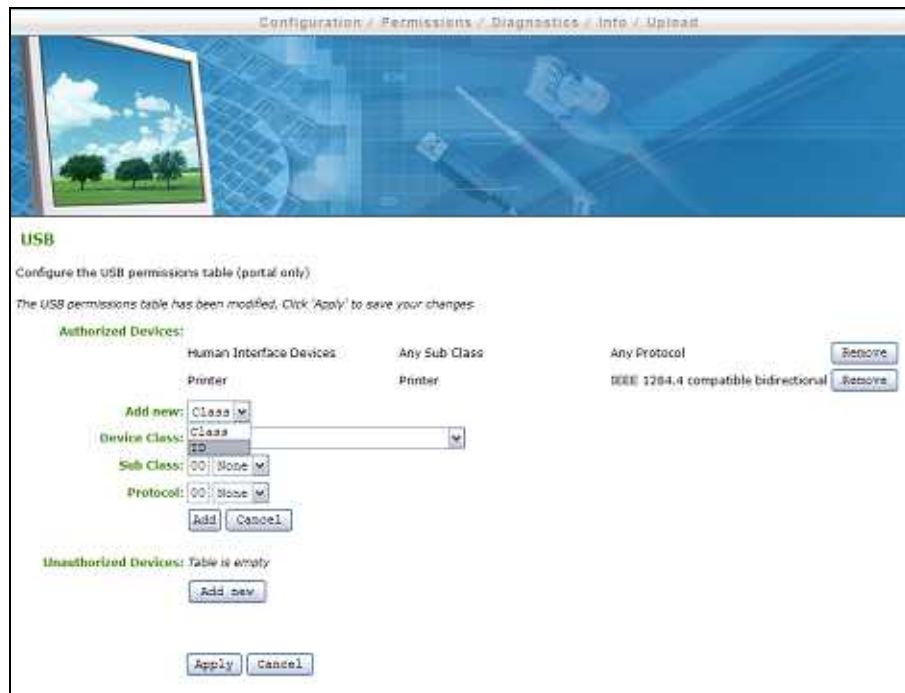 Configuration / Permissions / Diagnostics / Info / Upload
USB
Configure the USB permissions table (portal only)
The USB permissions table has been modified. Click 'Apply' to save your changes
Authorized Devices:
Human Interface Devices Any Sub Class Any Protocol Remove
Printer Printer IEEE 1284.4 compatible bidirectional Remove
Add new: Class
Class
Device Class:
ID
Sub Class: 00 None
Protocol: 00 None
Add Cancel
Unauthorized Devices: Table is empty
Add new
Apply Cancel